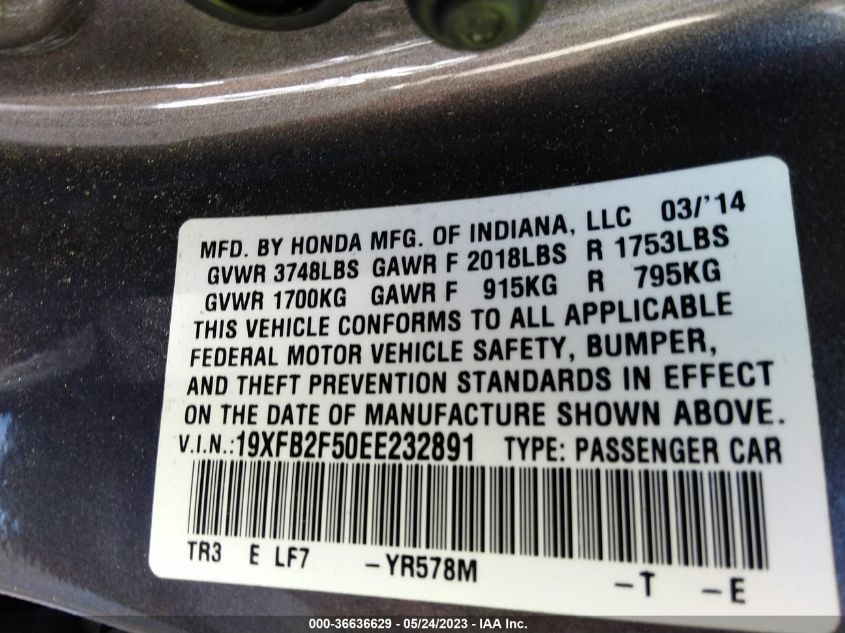 MFD. BY HONDA MFG. OF INDIANA, LLC 03/'14
GVWR 3748LBS GAWR F 2018LBS R 1753LBS
GVWR 1700KG GAWR F 915KG R 795KG
THIS VEHICLE CONFORMS TO ALL APPLICABLE
FEDERAL MOTOR VEHICLE SAFETY, BUMPER,
AND THEFT PREVENTION STANDARDS IN EFFECT
ON THE DATE OF MANUFACTURE SHOWN ABOVE.
V.I.N.:19XFB2F50EE232891 TYPE: PASSENGER CAR
TR3 E LF7 -YR578M -T -E
000-36636629 - 05/24/2023 - IAA Inc.